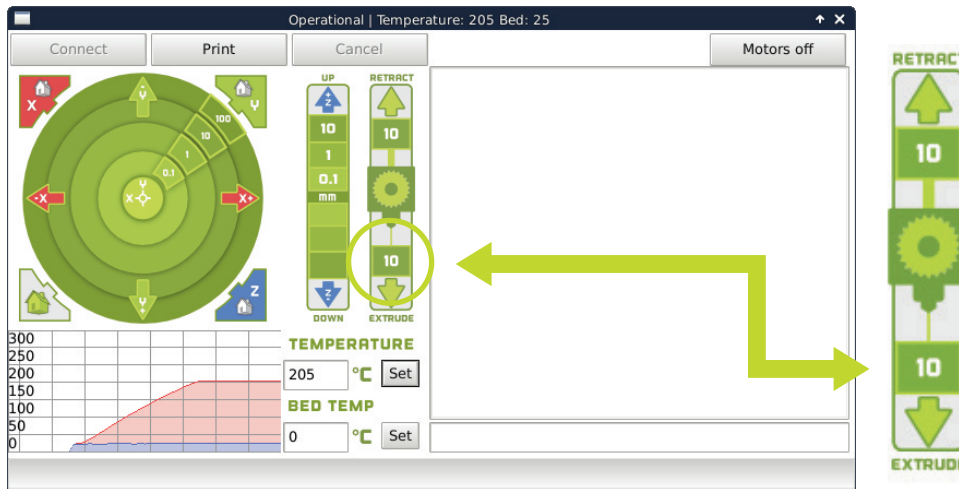 Operational | Temperature: 205 Bed: 25
Connect Print Cancel Motors off
X Y
-Y
100
10
1
0.1
Y
X
-X X+
Y+
Z
UP
+Z
10
1
0.1
mm
-Z
DOWN
RETRACT
10
10
EXTRUDE
300
250
200
150
100
50
0
TEMPERATURE
205 °C Set
BED TEMP
0 °C Set
RETRACT
10
10
EXTRUDE